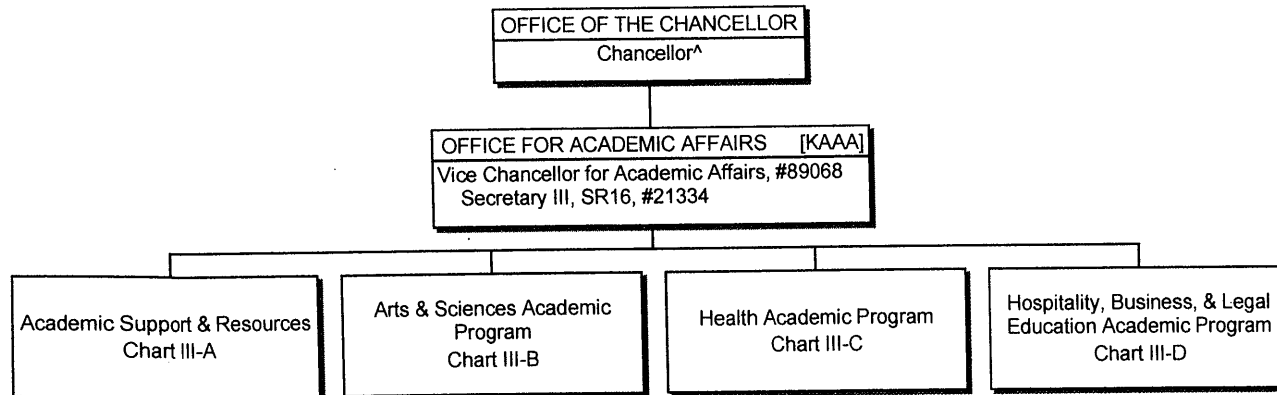 OFFICE OF THE CHANCELLOR
Chancellor^
OFFICE FOR ACADEMIC AFFAIRS [KAAA]
Vice Chancellor for Academic Affairs, #89068
Secretary III, SR16, #21334
Academic Support & Resources
Chart III-A
Arts & Sciences Academic
Program
Chart III-B
Health Academic Program
Chart III-C
Hospitality, Business, & Legal
Education Academic Program
Chart III-D